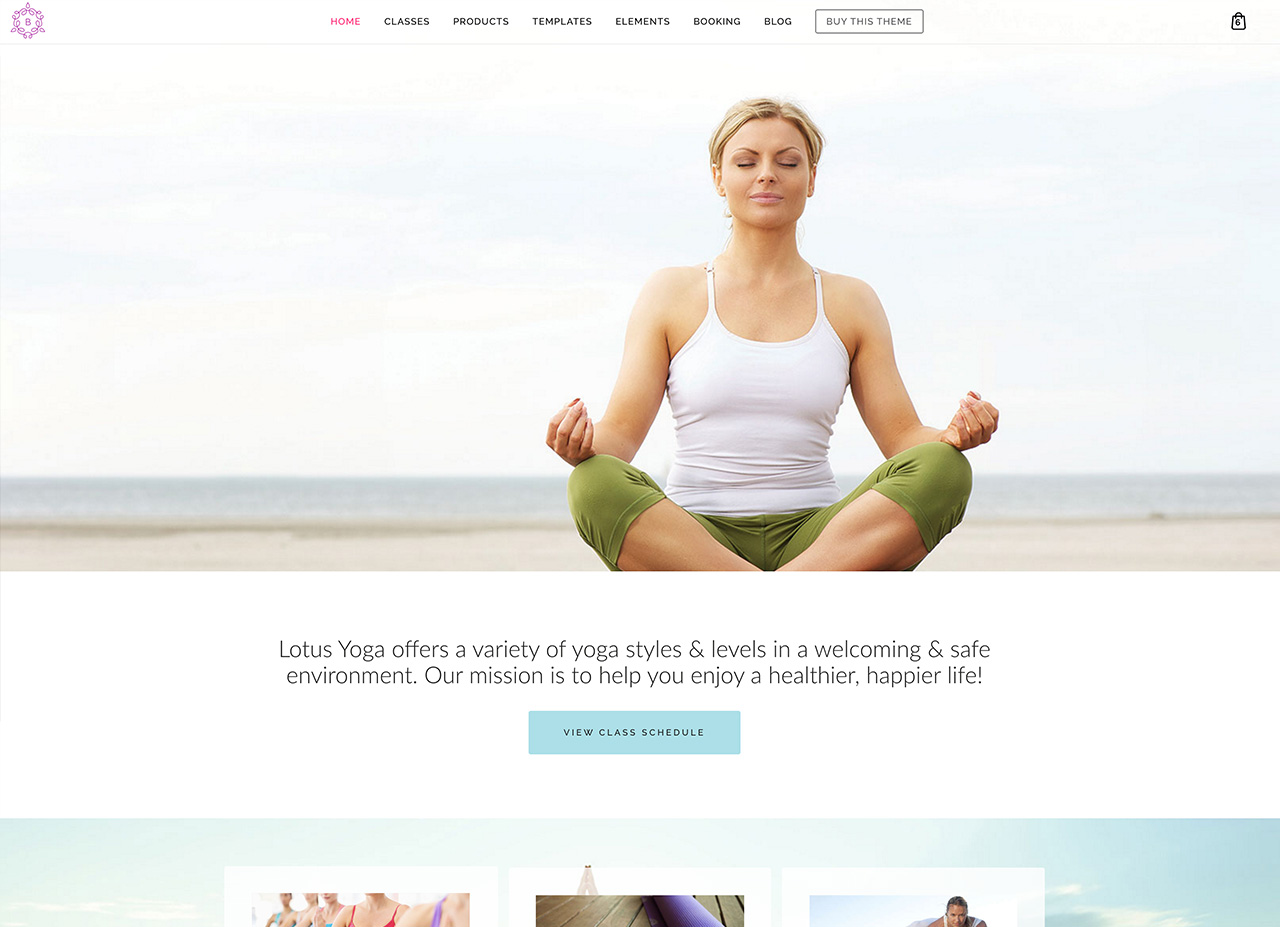 B
HOME CLASSES PRODUCTS TEMPLATES ELEMENTS BOOKING BLOG BUY THIS THEME 6
Lotus Yoga offers a variety of yoga styles & levels in a welcoming & safe
environment. Our mission is to help you enjoy a healthier, happier life!
VIEW CLASS SCHEDULE